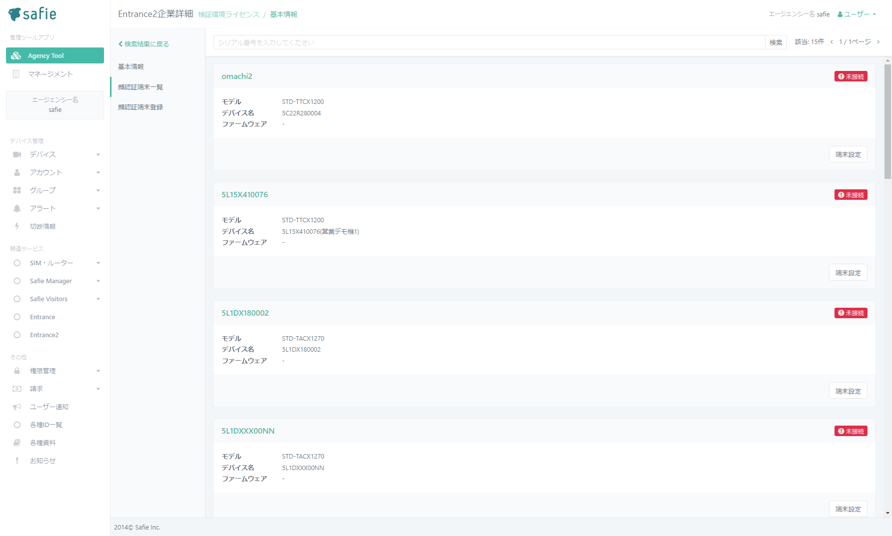 safie
管理ツールアプリ
Agency Tool
マネージメント
エージェンシー名
safie
デバイス管理
デバイス
アカウント
グループ
アラート
切断情報
関連サービス
SIM・ルーター
Safie Manager
Safie Visitors
Entrance
Entrance2
その他
権限管理
請求
ユーザー通知
各種ID一覧
各種資料
お知らせ
Entrance2企業詳細 検証環境ライセンス / 基本情報
エージェンシー名 safie
ユーザー
検索結果に戻る
基本情報
顔認証端末一覧
顔認証端末登録
シリアル番号を入力してください
検索
該当: 15件
1 / 1ページ
omachi2
未接続
モデル STD-TTCX1200
デバイス名 5C22R280004
ファームウェア -
端末設定
5L15X410076
未接続
モデル STD-TTCX1200
デバイス名 5L15X410076(箕面デモ機1)
ファームウェア -
端末設定
5L1DX180002
未接続
モデル STD-TACX1270
デバイス名 5L1DX180002
ファームウェア -
端末設定
5L1DXXX00NN
未接続
モデル STD-TACX1270
デバイス名 5L1DXXX00NN
ファームウェア -
端末設定
2014© Safie Inc.